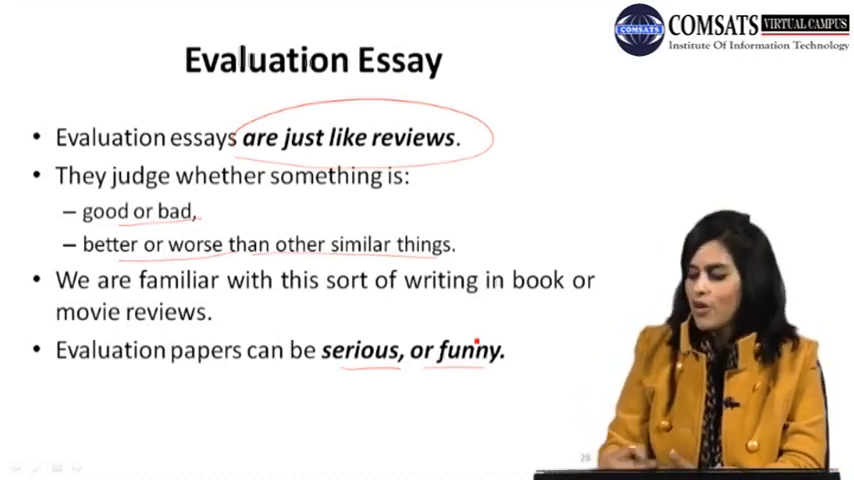 COMSATS VIRTUAL CAMPUS
Institute Of Information Technology
Evaluation Essay
• Evaluation essays are just like reviews.
• They judge whether something is:
– good or bad,
– better or worse than other similar things.
• We are familiar with this sort of writing in book or
movie reviews.
• Evaluation papers can be serious, or funny.
28